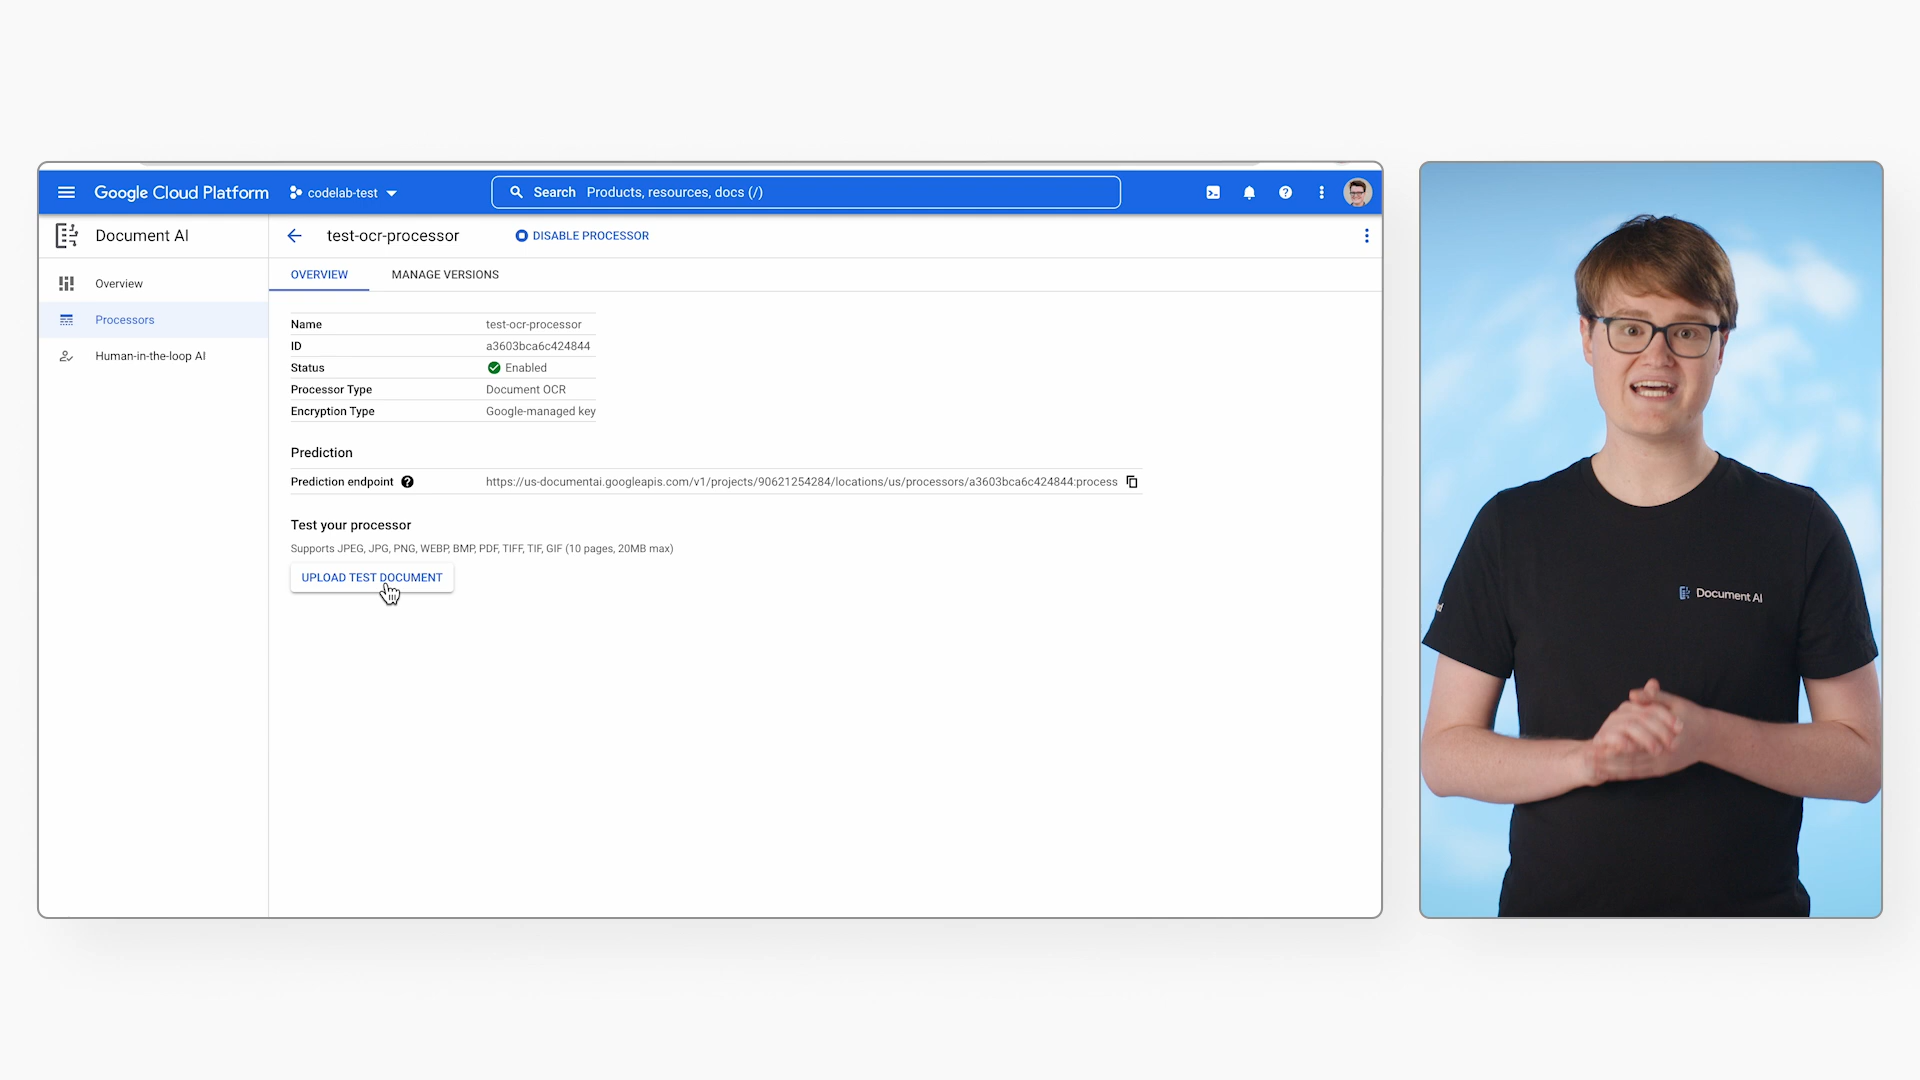 Google Cloud Platform
codelab-test
Search Products, resources, docs (/)
Document AI
test-ocr-processor
DISABLE PROCESSOR
Overview
Processors
Human-in-the-loop AI
OVERVIEW
MANAGE VERSIONS
Name test-ocr-processor
ID a3603bca6c424844
Status Enabled
Processor Type Document OCR
Encryption Type Google-managed key
Prediction
Prediction endpoint https://us-documentai.googleapis.com/v1/projects/90621254284/locations/us/processors/a3603bca6c424844:process
Test your processor
Supports JPEG, JPG, PNG, WEBP, BMP, PDF, TIFF, TIF, GIF (10 pages, 20MB max)
UPLOAD TEST DOCUMENT
Document AI